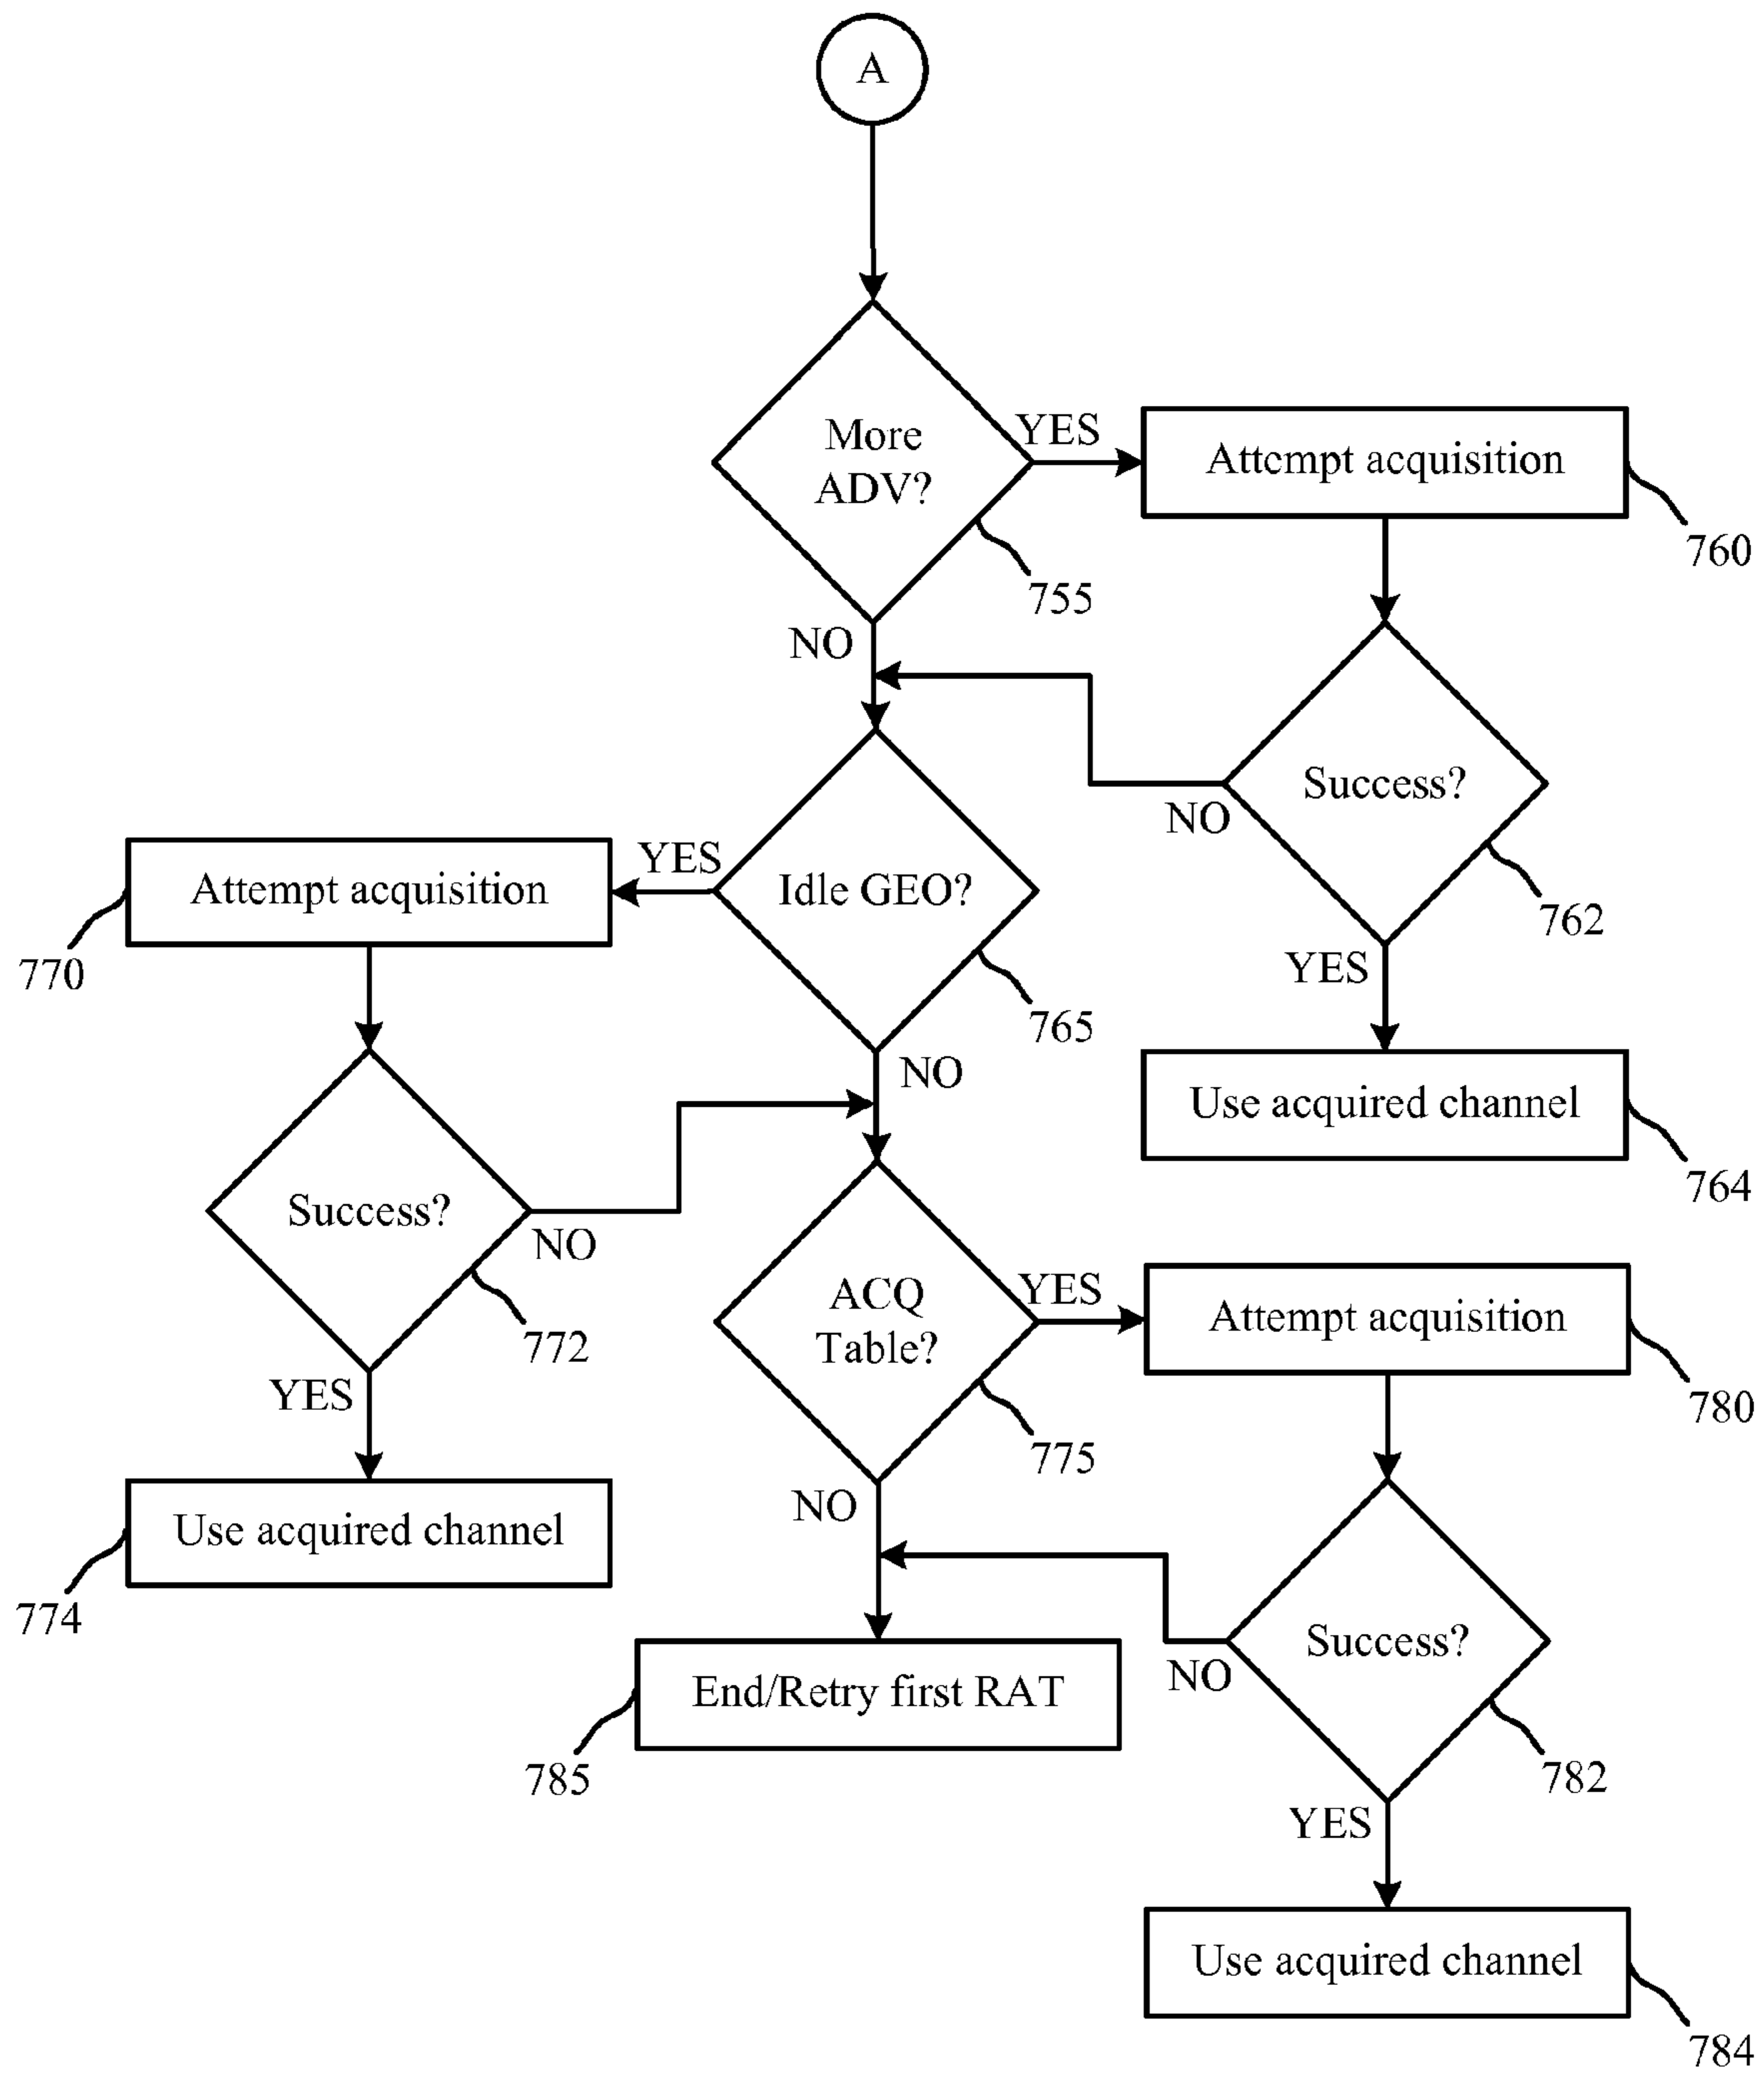 A
More
ADV?
YES
Attempt acquisition
760
755
NO
Success?
NO
762
YES
Use acquired channel
764
Idle GEO?
YES
765
NO
Attempt acquisition
770
Success?
NO
772
YES
Use acquired channel
774
ACQ
Table?
YES
775
NO
Attempt acquisition
780
Success?
NO
782
YES
Use acquired channel
784
End/Retry first RAT
785